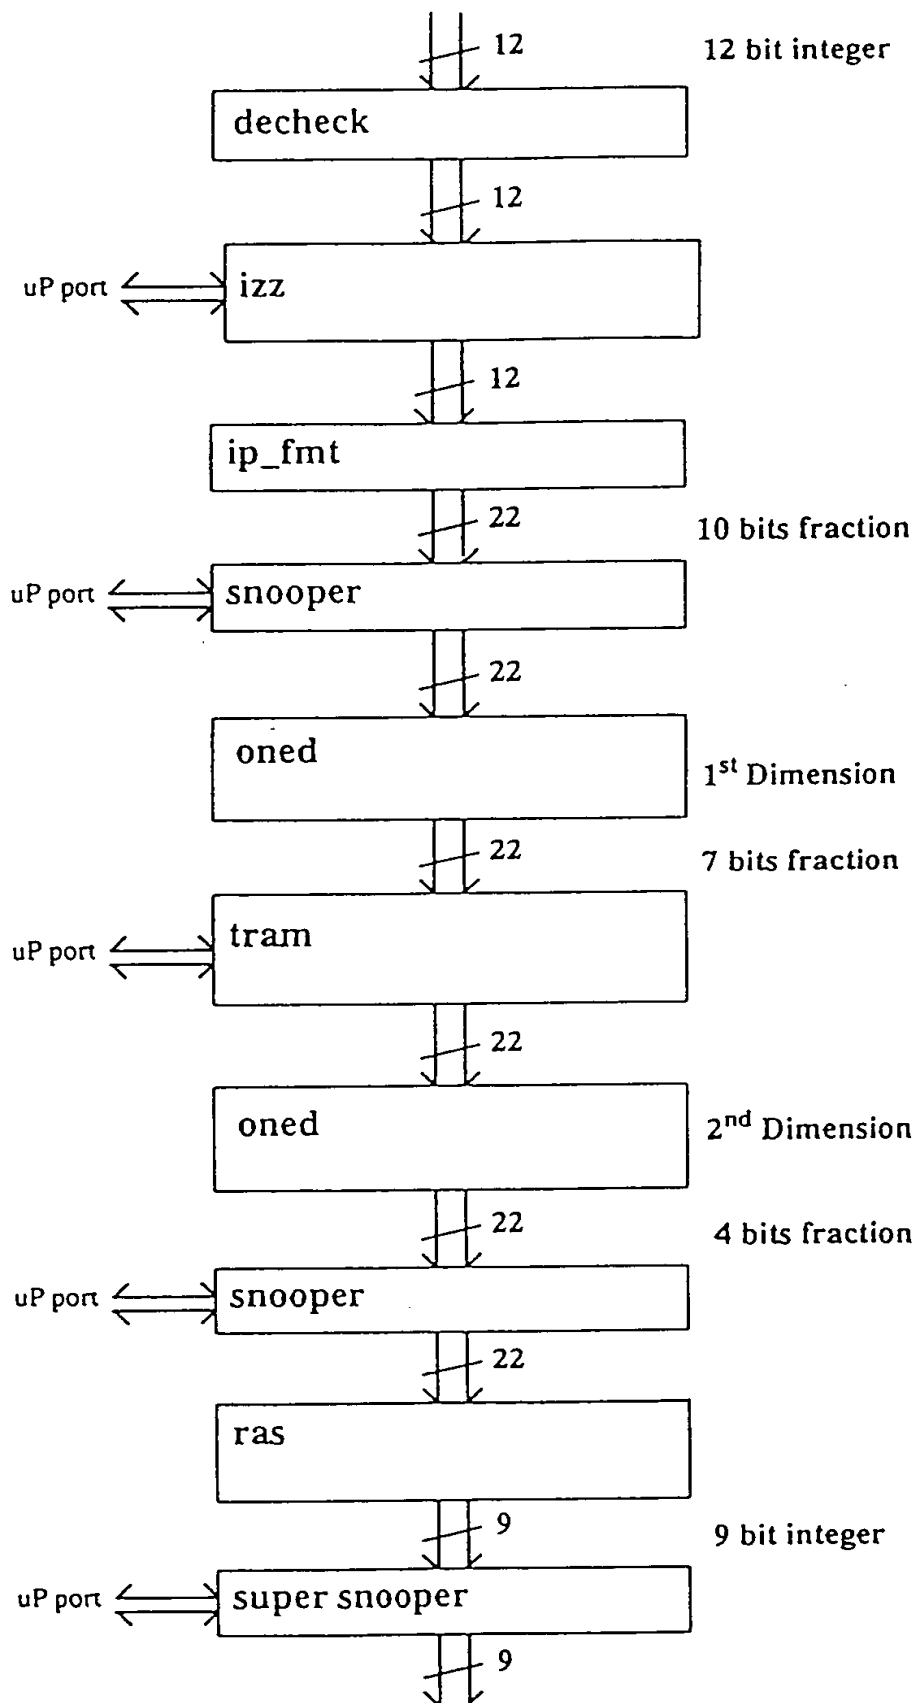 12 12 bit integer
decheck
12
uP port izz
12
ip_fmt
22 10 bits fraction
uP port snooper
22
oned
1st Dimension
22 7 bits fraction
uP port tram
22
oned 2nd Dimension
22 4 bits fraction
uP port snooper
22
ras
9 9 bit integer
uP port super snooper
9